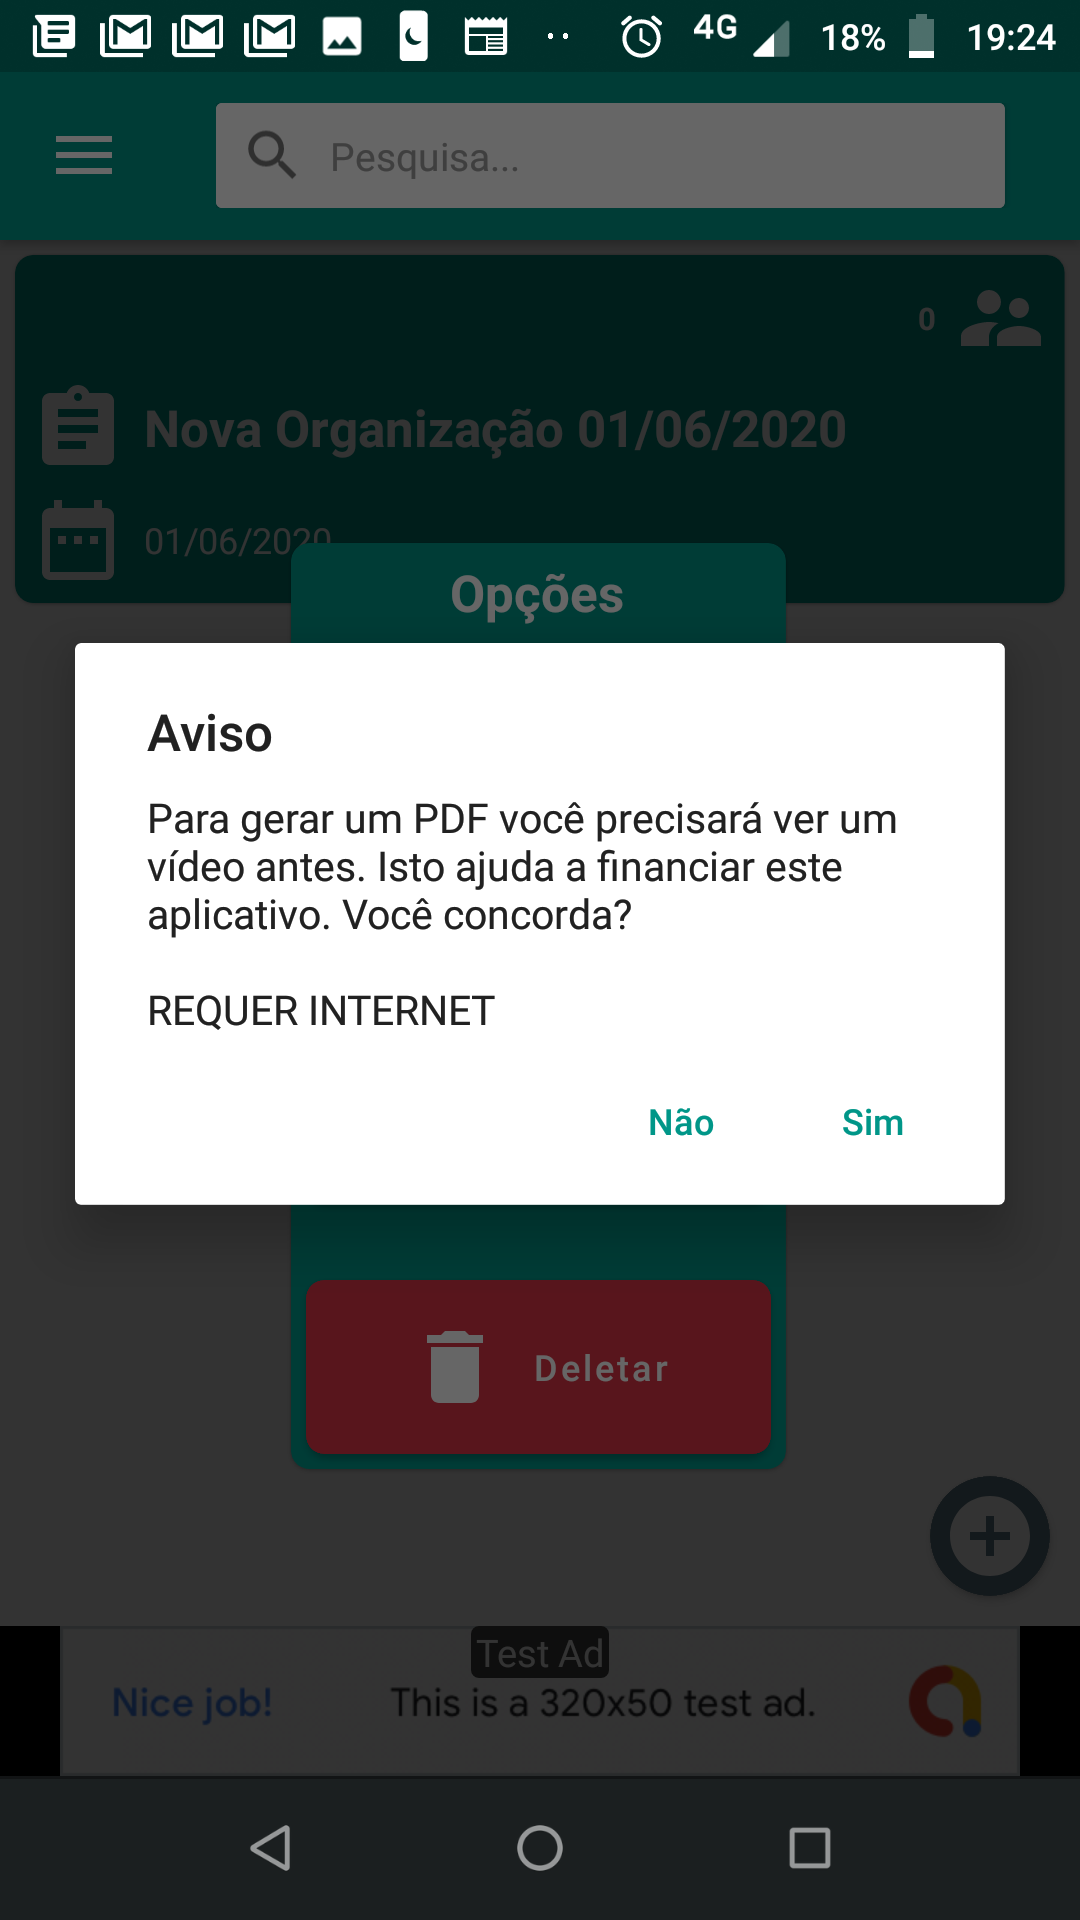 4G 18% 19:24
Pesquisa...
0
Nova Organização 01/06/2020
01/06/2020
Opções
Aviso
Para gerar um PDF você precisará ver um
vídeo antes. Isto ajuda a financiar este
aplicativo. Você concorda?
REQUER INTERNET
Não Sim
Deletar
Test Ad
Nice job! This is a 320x50 test ad.